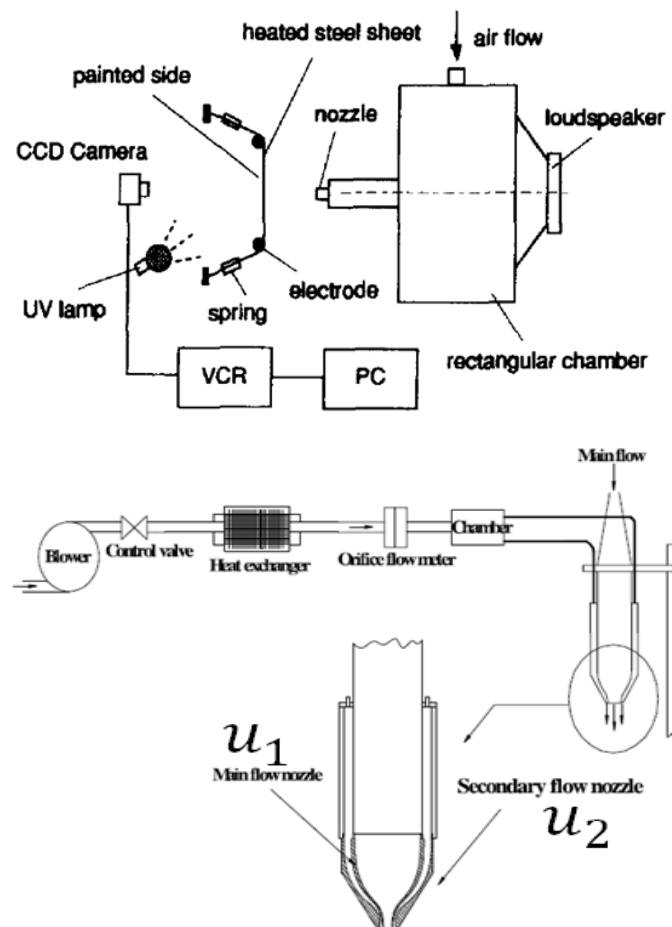 heated steel sheet
air flow
painted side
loudspeaker
nozzle
CCD Camera
UV lamp
electrode
spring
rectangular chamber
VCR
PC
Main flow
Blower
Control valve
Heat exchanger
Orifice flow meter
Chamber
u₁
Main flow nozzle
Secondary flow nozzle
u₂